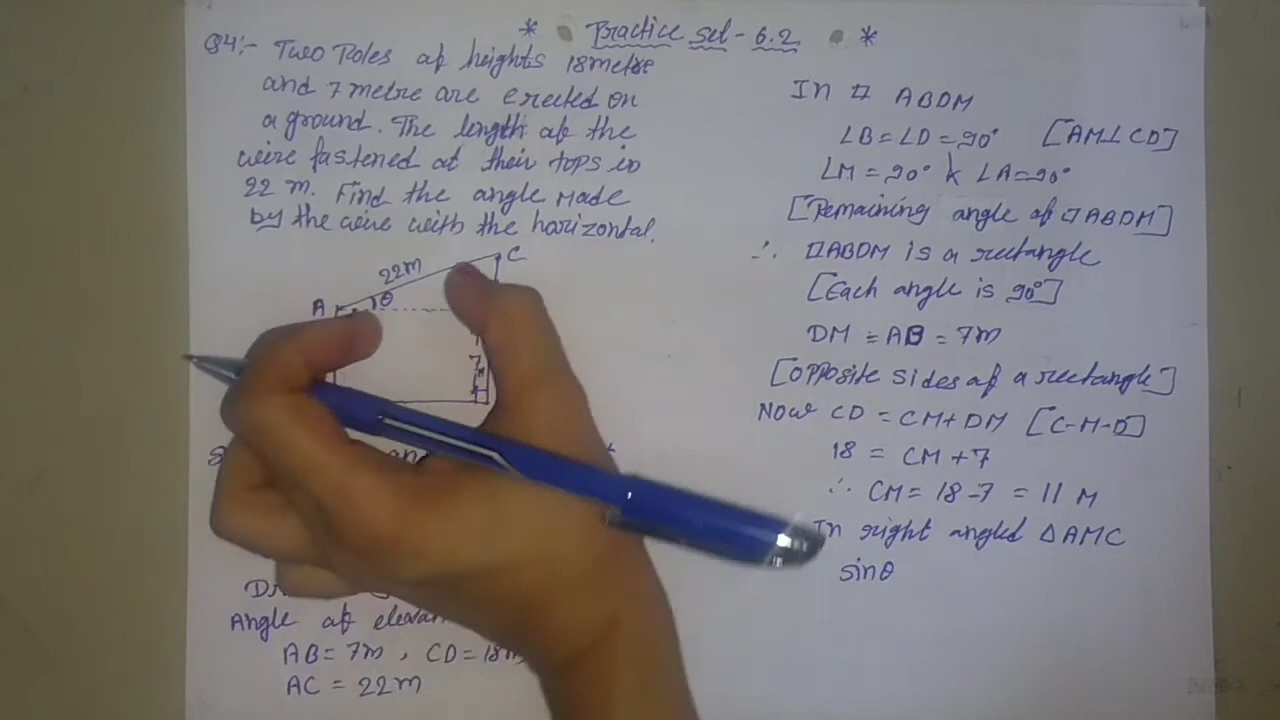 * Practice Set - 6.2 *
Q4:- Two Poles of heights 18 metre
and 7 metre are erected on
a ground. The length of the
wire fastened at their tops is
22 m. Find the angle made
by the wire with the horizontal.
22m
C
A
θ
7
Angle of
AB = 7m , CD = 18m
AC = 22m
In □ ABDM
∠B = ∠D = 90° [AM⊥CD]
∠M = 90° & ∠A = 90°
[Remaining angle of □ABDM]
∴ □ABDM is a rectangle
[Each angle is 90°]
DM = AB = 7m
[Opposite sides of a rectangle]
Now CD = CM + DM [C-M-D]
18 = CM + 7
∴ CM = 18 - 7 = 11 M
In right angled △AMC
sinθ